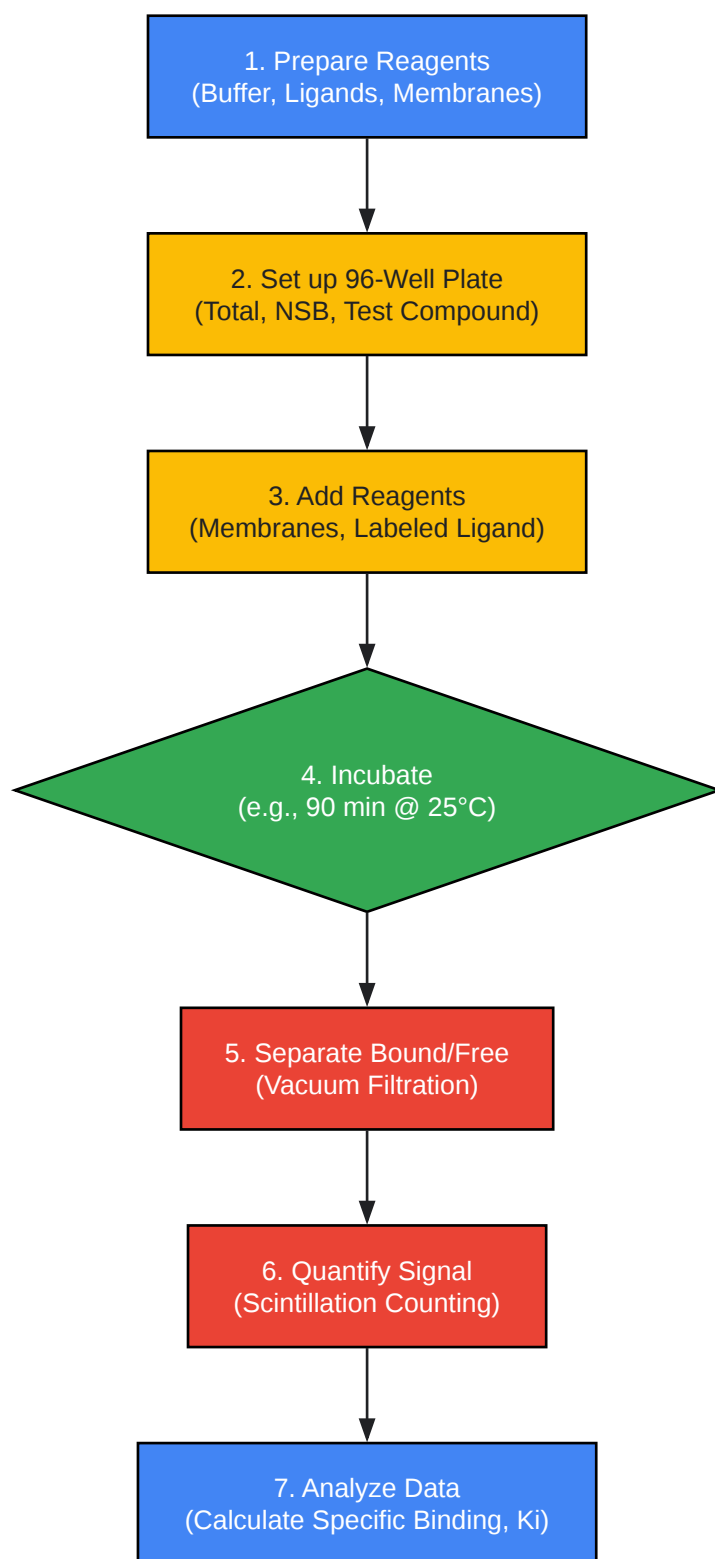 1. Prepare Reagents
(Buffer, Ligands, Membranes)
2. Set up 96-Well Plate
(Total, NSB, Test Compound)
3. Add Reagents
(Membranes, Labeled Ligand)
4. Incubate
(e.g., 90 min @ 25°C)
5. Separate Bound/Free
(Vacuum Filtration)
6. Quantify Signal
(Scintillation Counting)
7. Analyze Data
(Calculate Specific Binding, Ki)